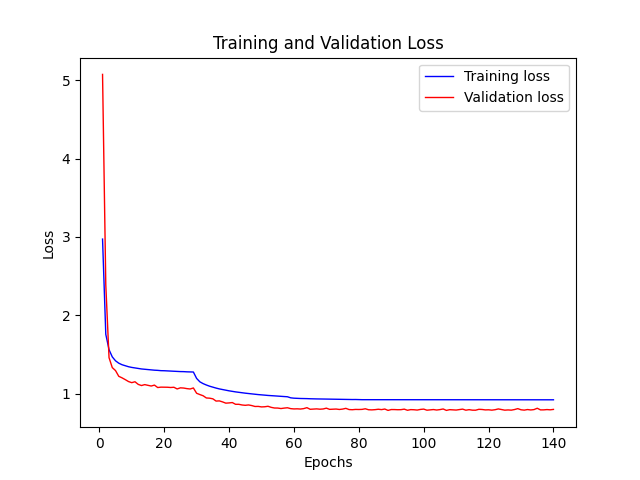 Training and Validation Loss
Training loss
Validation loss
Loss
5
4
3
2
1
0 20 40 60 80 100 120 140
Epochs